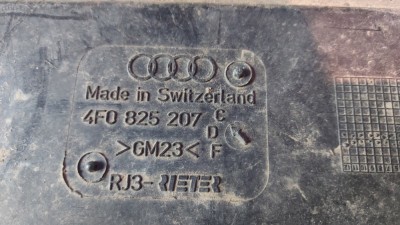 Made in Switzerland
4F0 825 207 C
D
>GM23< F
RJ3-RIETER